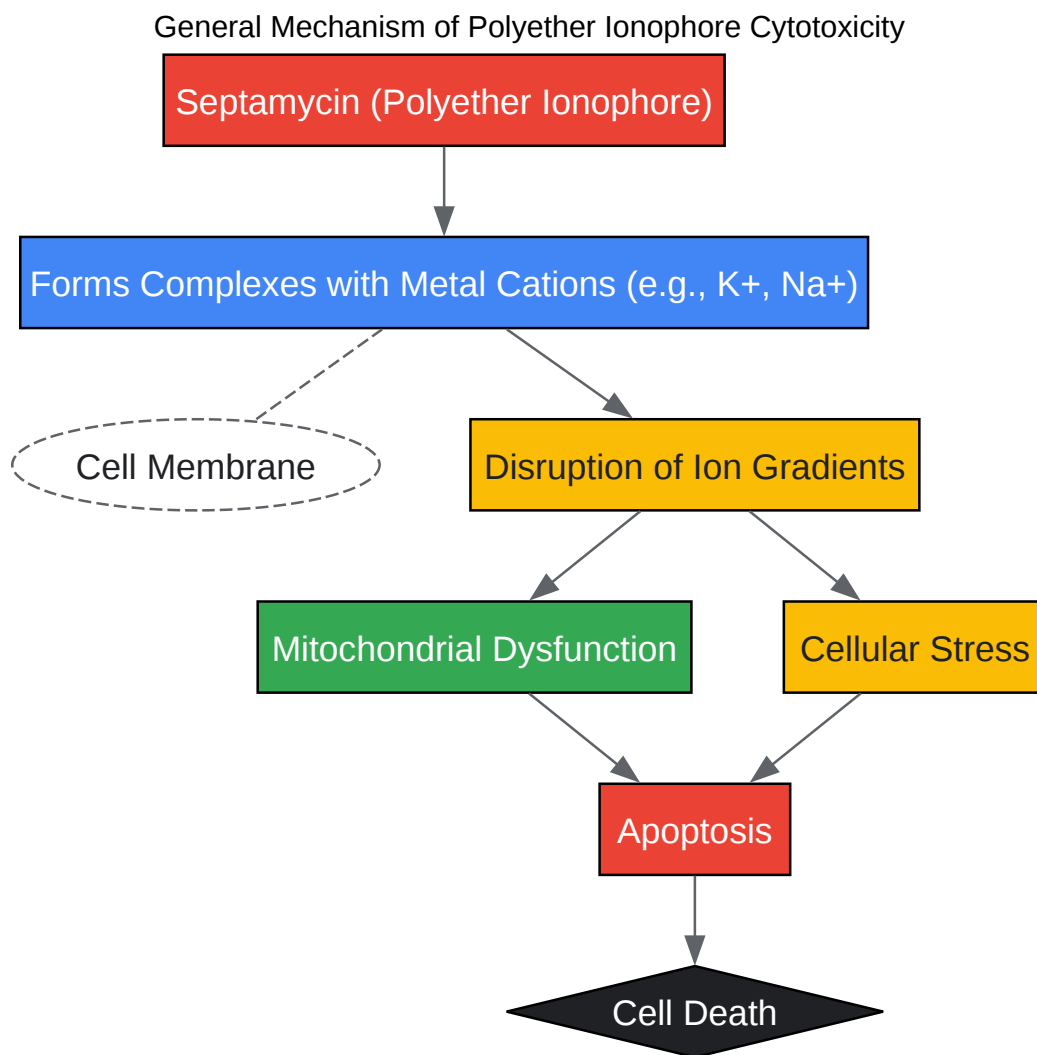 General Mechanism of Polyether Ionophore Cytotoxicity
Septamycin (Polyether Ionophore)
Forms Complexes with Metal Cations (e.g., K+, Na+)
Cell Membrane
Disruption of Ion Gradients
Mitochondrial Dysfunction
Cellular Stress
Apoptosis
Cell Death